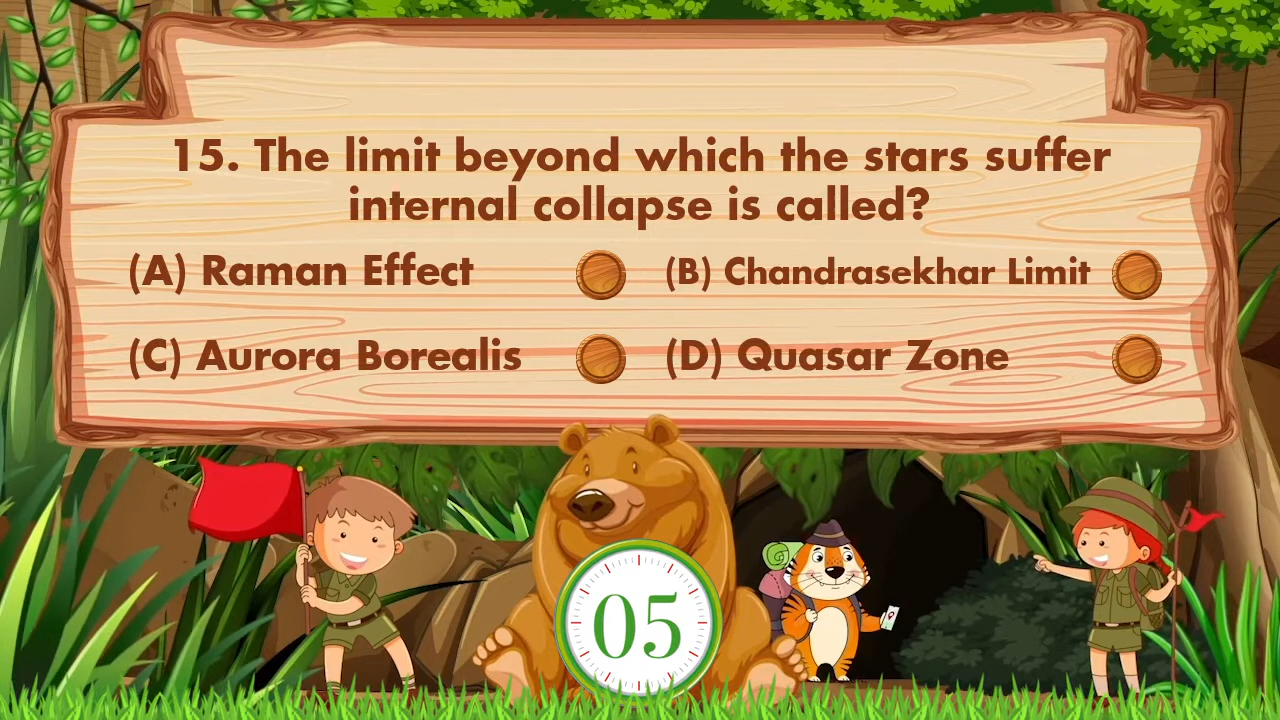 15. The limit beyond which the stars suffer
internal collapse is called?
(A) Raman Effect
(B) Chandrasekhar Limit
(C) Aurora Borealis
(D) Quasar Zone
05